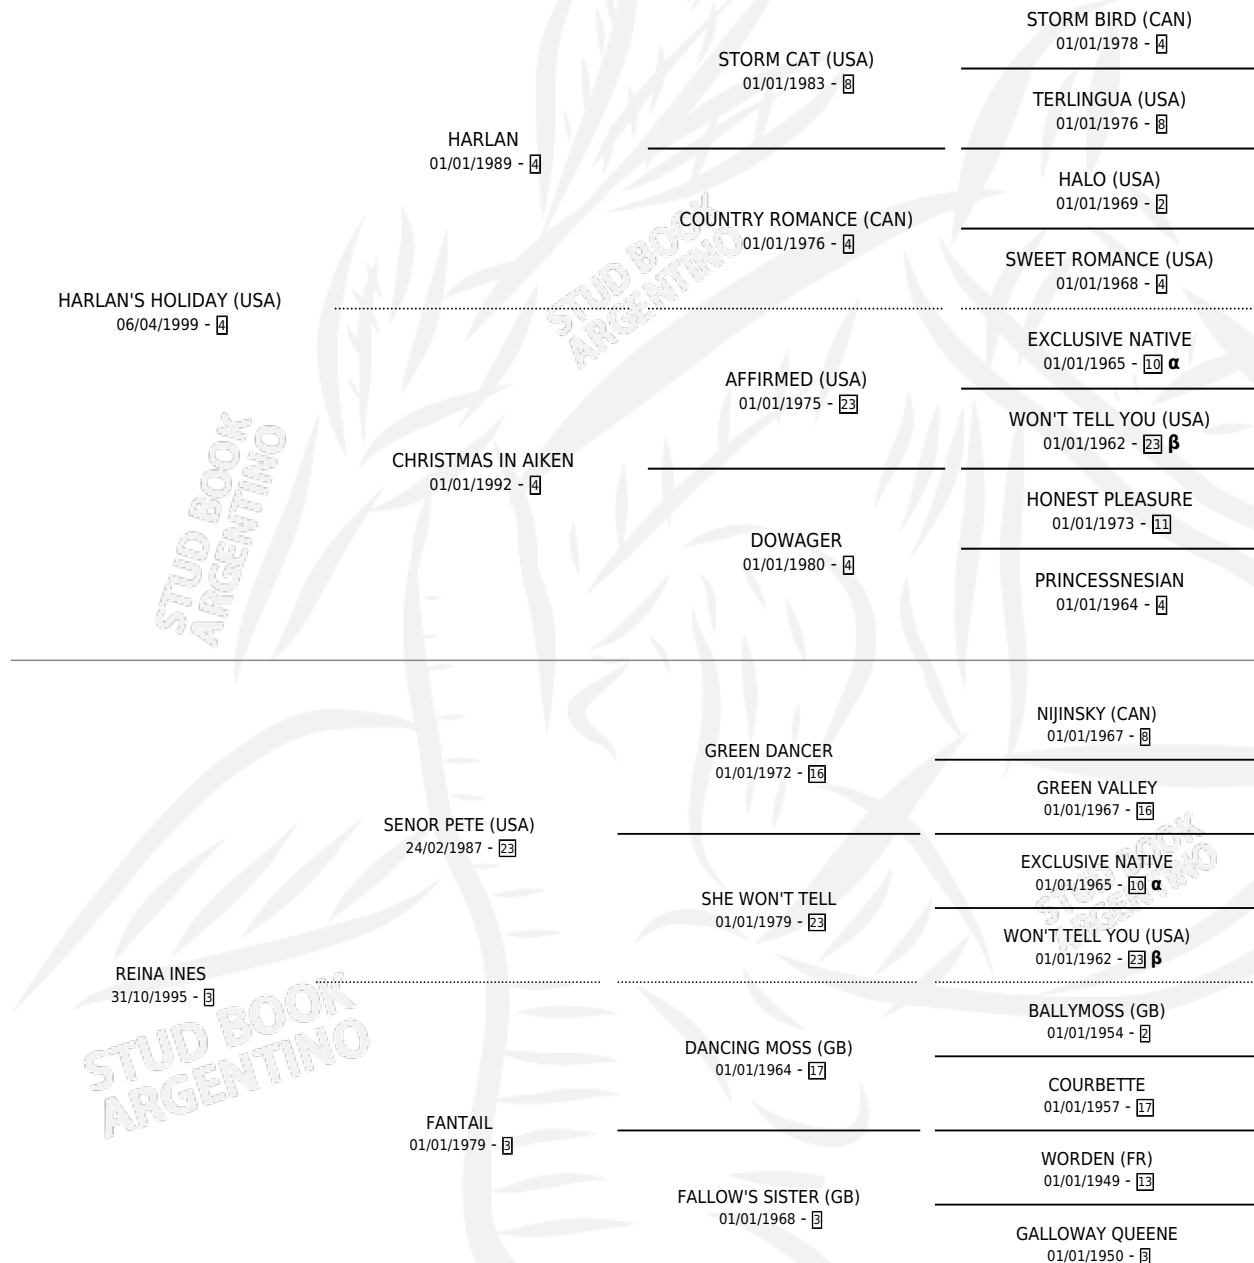 STORM BIRD (CAN)
01/01/1978 - 4
STORM CAT (USA)
01/01/1983 - 8
TERLINGUA (USA)
01/01/1976 - 8
HARLAN
01/01/1989 - 4
HALO (USA)
01/01/1969 - 2
COUNTRY ROMANCE (CAN)
01/01/1976 - 4
SWEET ROMANCE (USA)
01/01/1968 - 4
HARLAN'S HOLIDAY (USA)
06/04/1999 - 4
EXCLUSIVE NATIVE
01/01/1965 - 10 α
AFFIRMED (USA)
01/01/1975 - 23
WON'T TELL YOU (USA)
01/01/1962 - 23 β
CHRISTMAS IN AIKEN
01/01/1992 - 4
HONEST PLEASURE
01/01/1973 - 11
DOWAGER
01/01/1980 - 4
PRINCESSNESIAN
01/01/1964 - 4
NIJINSKY (CAN)
01/01/1967 - 8
GREEN DANCER
01/01/1972 - 16
GREEN VALLEY
01/01/1967 - 16
SENOR PETE (USA)
24/02/1987 - 23
EXCLUSIVE NATIVE
01/01/1965 - 10 α
SHE WON'T TELL
01/01/1979 - 23
WON'T TELL YOU (USA)
01/01/1962 - 23 β
REINA INES
31/10/1995 - 3
BALLYMOSS (GB)
01/01/1954 - 2
DANCING MOSS (GB)
01/01/1964 - 17
COURBETTE
01/01/1957 - 17
FANTAIL
01/01/1979 - 3
WORDEN (FR)
01/01/1949 - 13
FALLOW'S SISTER (GB)
01/01/1968 - 3
GALLOWAY QUEENE
01/01/1950 - 3
STUD BOOK
ARGENTINO
STUD BOOK
ARGENTINO
STUD BOOK
ARGENTINO
STUD BOOK
ARGENTINO